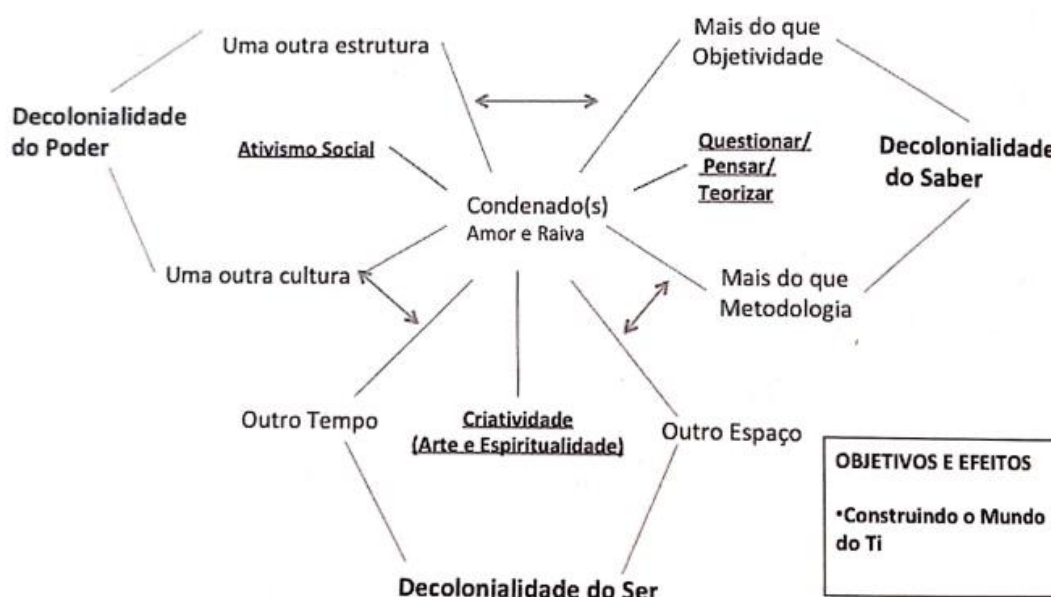 Uma outra estrutura
Mais do que
Objetividade
Decolonialidade
do Poder
Ativismo Social
Questionar/
Pensar/
Teorizar
Decolonialidade
do Saber
Condenado(s)
Amor e Raiva
Uma outra cultura
Mais do que
Metodologia
Outro Tempo
Criatividade
(Arte e Espiritualidade)
Outro Espaço
OBJETIVOS E EFEITOS
•Construindo o Mundo
do Ti
Decolonialidade do Ser